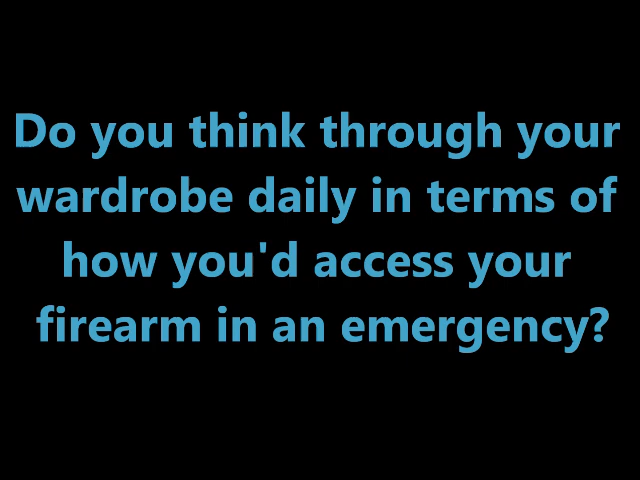 Do you think through your
wardrobe daily in terms of
how you'd access your
firearm in an emergency?